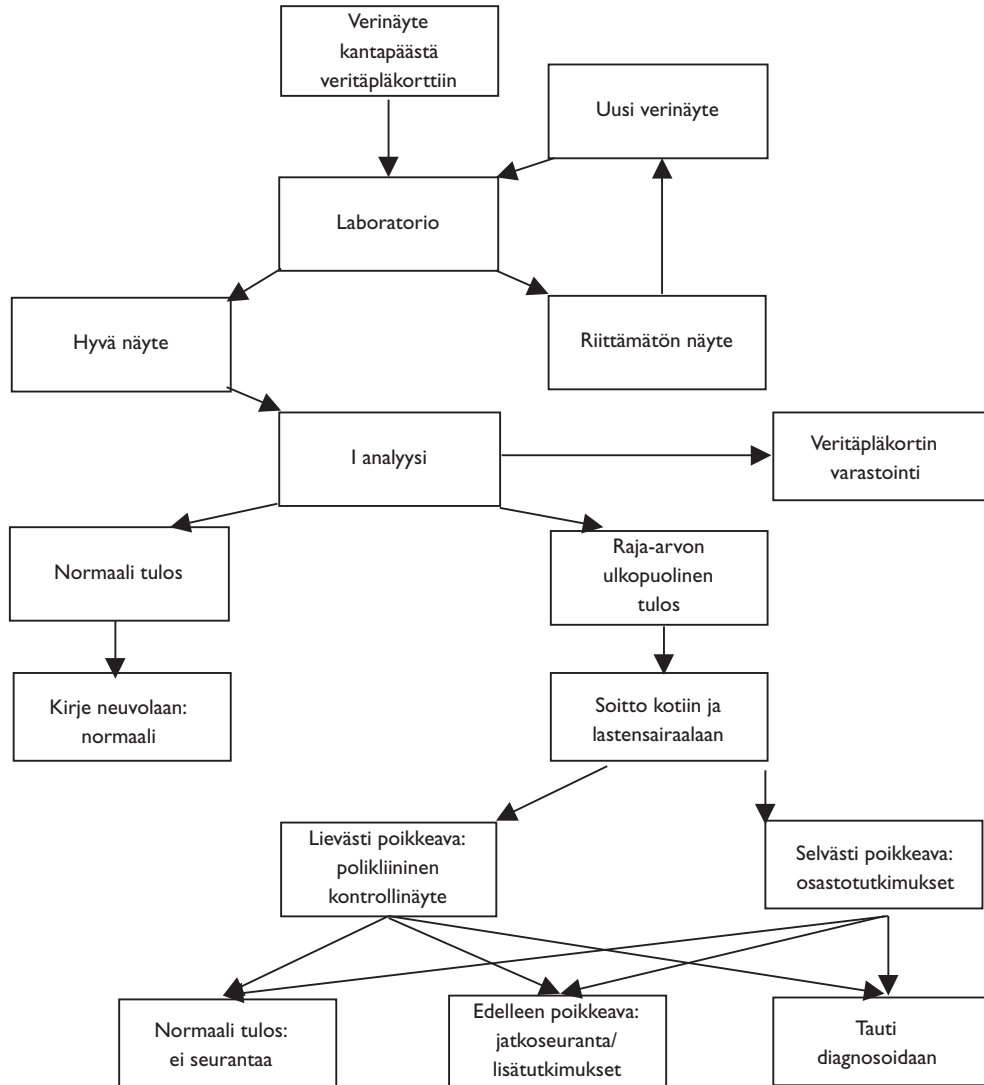 Verinäyte
kantapäästä
veritäpläkorttiin
Uusi verinäyte
Laboratorio
Hyvä näyte
Riittämätön näyte
I analyysi
Veritäpläkortin
varastointi
Normaali tulos
Raja-arvon
ulkopuolinen
tulos
Kirje neuvolaan:
normaali
Soitto kotiin ja
lastensairaalaan
Lievästi poikkeava:
polikliininen
kontrollinäyte
Selvästi poikkeava:
osastotutkimukset
Normaali tulos:
ei seurantaa
Edelleen poikkeava:
jatkoseuranta/
lisätutkimukset
Tauti
diagnosoidaan